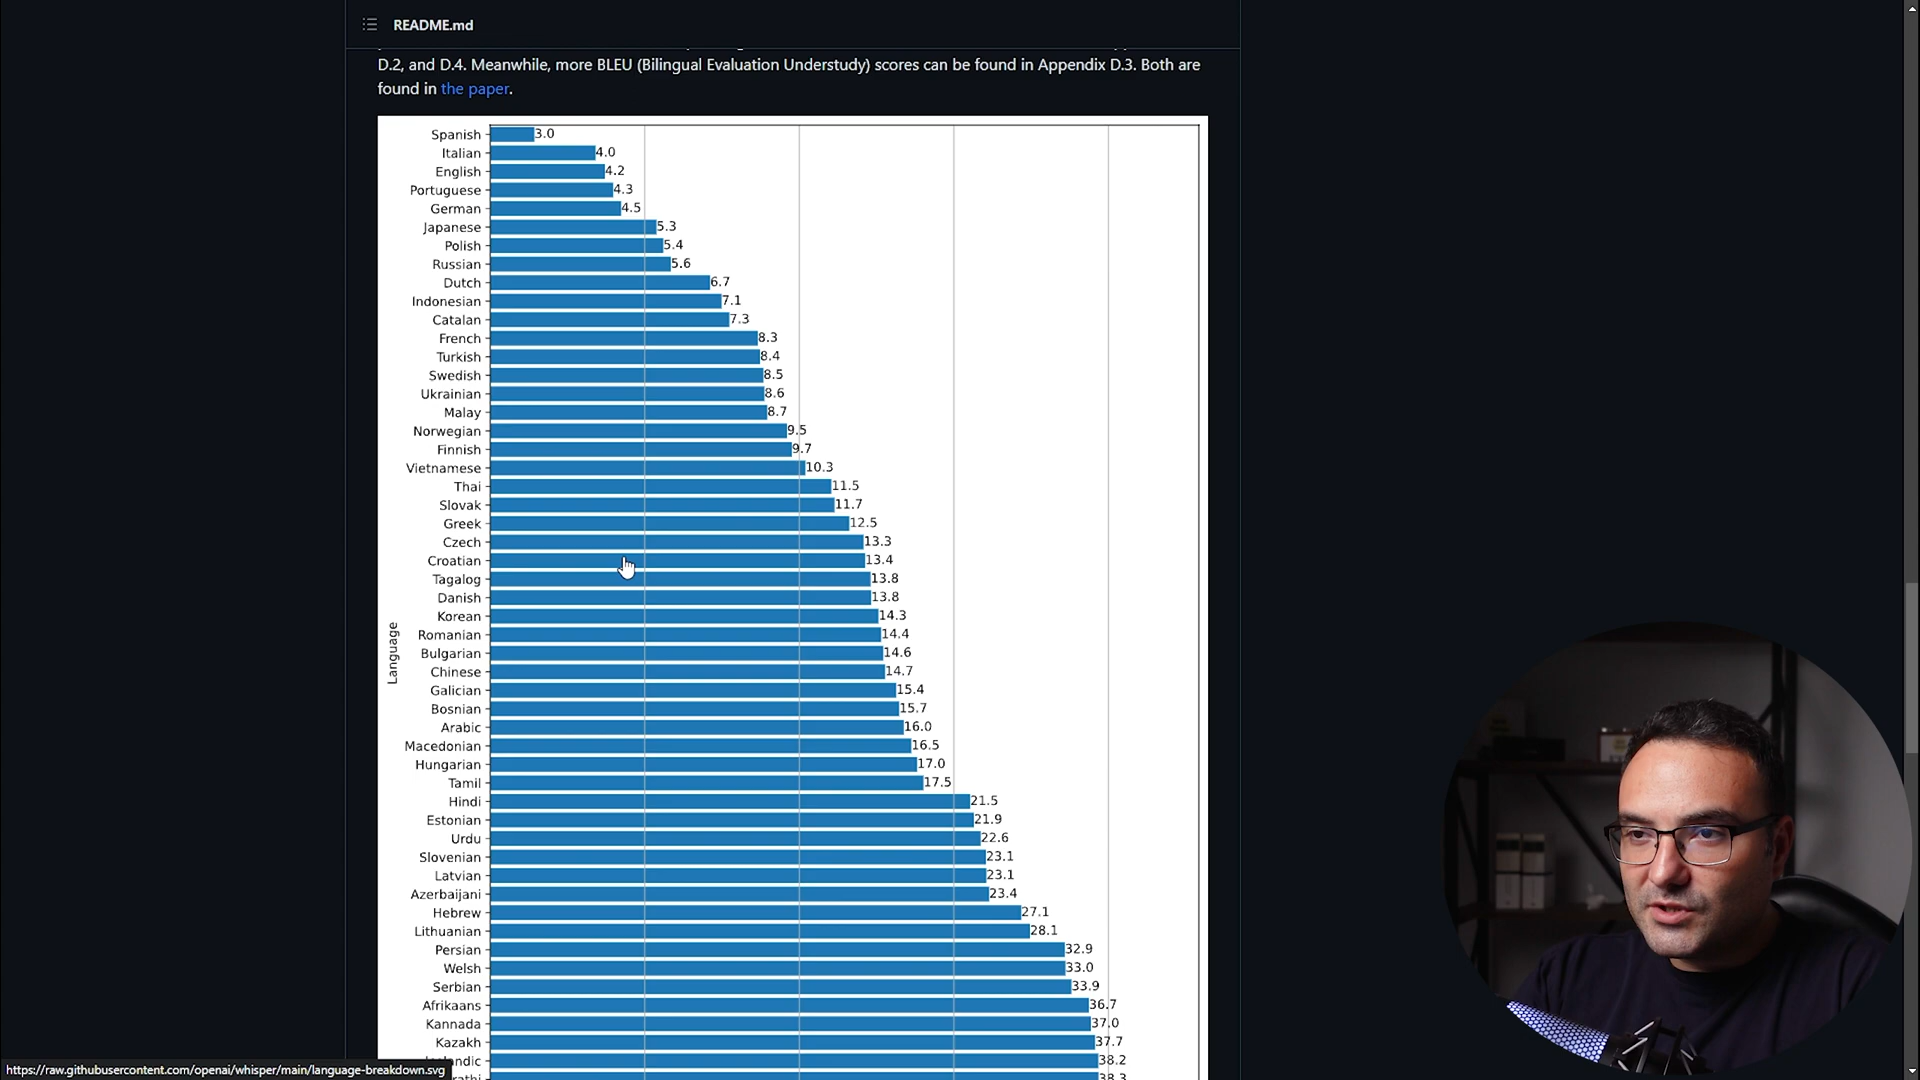 README.md
D.2, and D.4. Meanwhile, more BLEU (Bilingual Evaluation Understudy) scores can be found in Appendix D.3. Both are
found in the paper.
Spanish 3.0
Italian 4.0
English 4.2
Portuguese 4.3
German 4.5
Japanese 5.3
Polish 5.4
Russian 5.6
Dutch 6.7
Indonesian 7.1
Catalan 7.3
French 8.3
Turkish 8.4
Swedish 8.5
Ukrainian 8.6
Malay 8.7
Norwegian 9.5
Finnish 9.7
Vietnamese 10.3
Thai 11.5
Slovak 11.7
Greek 12.5
Czech 13.3
Croatian 13.4
Tagalog 13.8
Danish 13.8
Korean 14.3
Romanian 14.4
Bulgarian 14.6
Chinese 14.7
Galician 15.4
Bosnian 15.7
Arabic 16.0
Macedonian 16.5
Hungarian 17.0
Tamil 17.5
Hindi 21.5
Estonian 21.9
Urdu 22.6
Slovenian 23.1
Latvian 23.1
Azerbaijani 23.4
Hebrew 27.1
Lithuanian 28.1
Persian 32.9
Welsh 33.0
Serbian 33.9
Afrikaans 36.7
Kannada 37.0
Kazakh 37.7
38.2
38.3
Language
https://raw.githubusercontent.com/openai/whisper/main/language-breakdown.svg